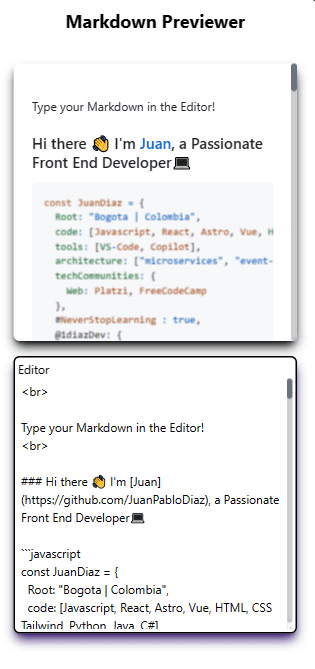 Markdown Previewer
Type your Markdown in the Editor!
Hi there 👋 I'm Juan, a Passionate
Front End Developer💻
const JuanDiaz = {
Root: "Bogota | Colombia",
code: [Javascript, React, Astro, Vue, H
tools: [VS-Code, Copilot],
architecture: ["microservices", "event-
techCommunities: {
Web: Platzi, FreeCodeCamp
},
#NeverStopLearning : true,
@1diazDev: {
Editor
<br>
Type your Markdown in the Editor!
<br>
### Hi there 👋 I'm [Juan]
(https://github.com/JuanPabloDiaz), a Passionate
Front End Developer💻
```javascript
const JuanDiaz = {
Root: "Bogota | Colombia",
code: [Javascript, React, Astro, Vue, HTML, CSS
Tailwind, Python, Java, C#]